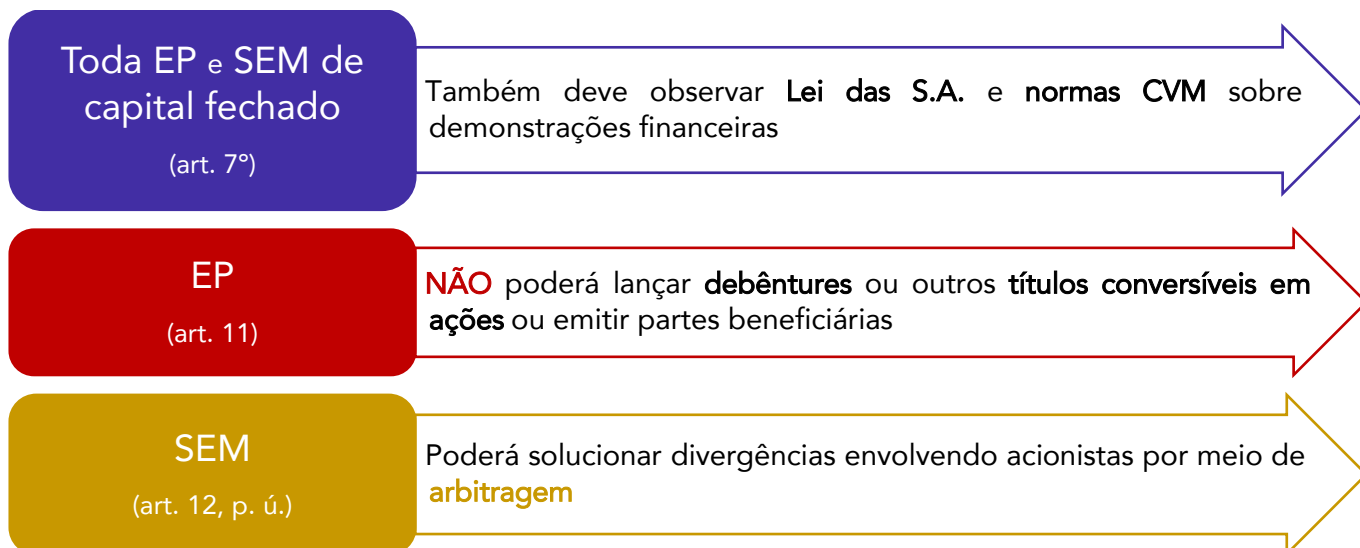 Toda EP e SEM de
capital fechado
(art. 7°)
Também deve observar Lei das S.A. e normas CVM sobre
demonstrações financeiras
EP
(art. 11)
NÃO poderá lançar debêntures ou outros títulos conversíveis em
ações ou emitir partes beneficiárias
SEM
(art. 12, p. ú.)
Poderá solucionar divergências envolvendo acionistas por meio de
arbitragem